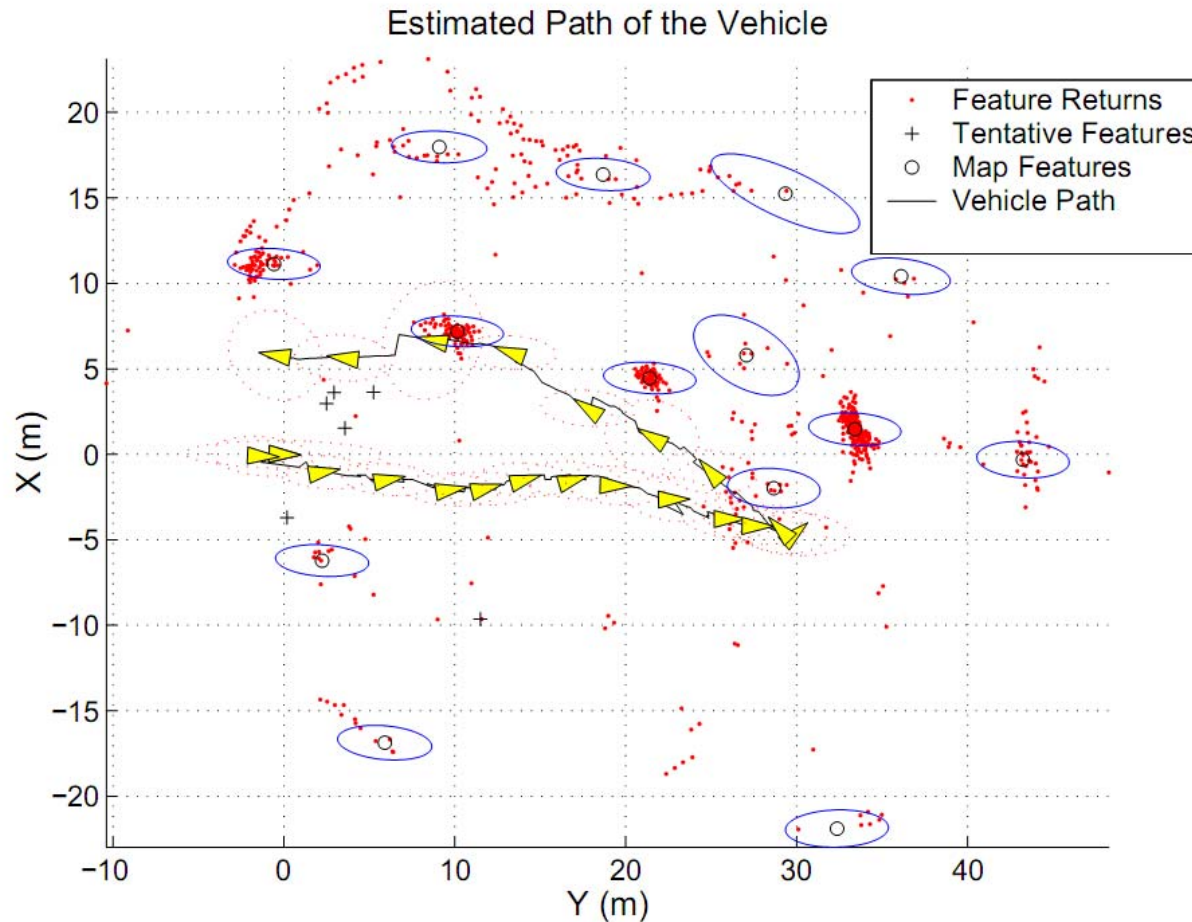 Estimated Path of the Vehicle
Feature Returns
Tentative Features
Map Features
Vehicle Path
20
15
10
5
0
−5
−10
−15
−20
X (m)
−10
0
10
20
30
40
Y (m)